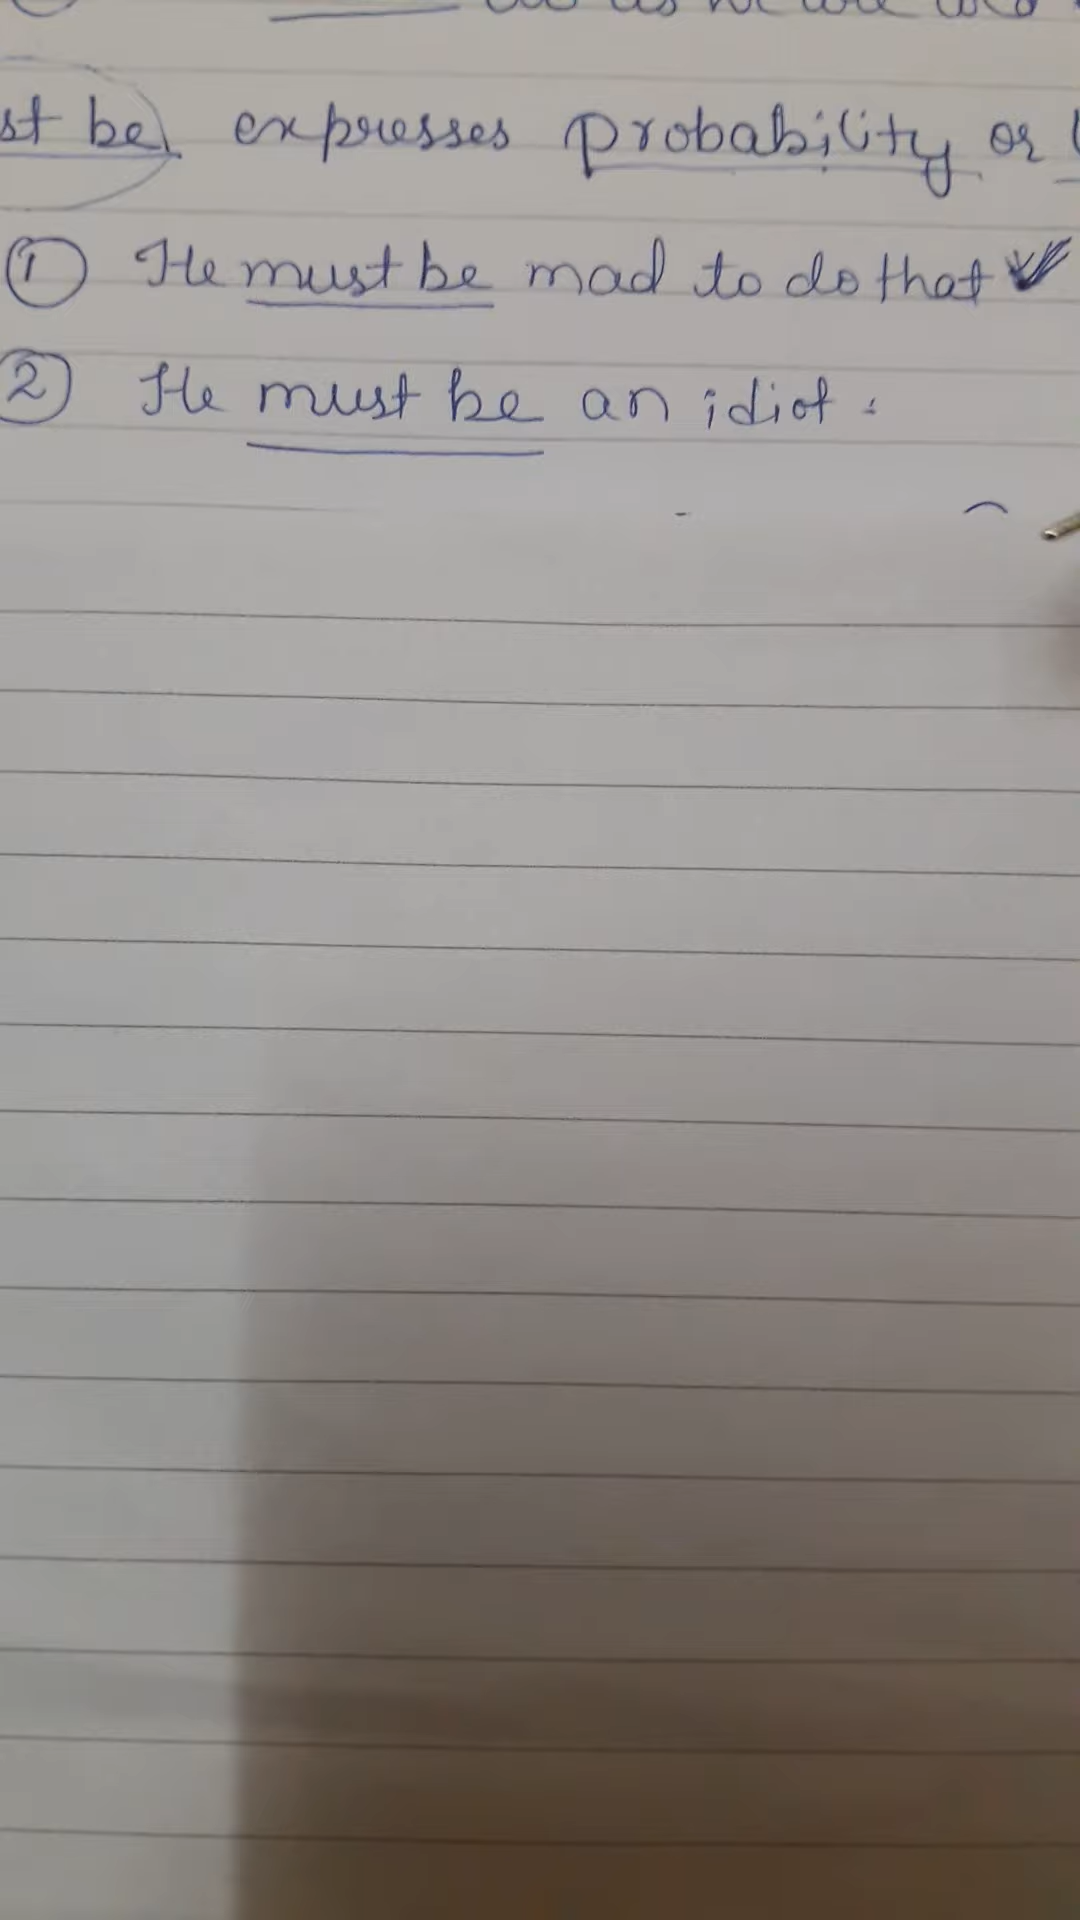 st be expresses probability or
① He must be mad to do that
② He must be an idiot.